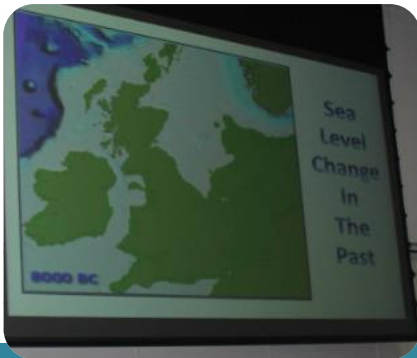 Sea
Level
Change
In
The
Past
8000 BC